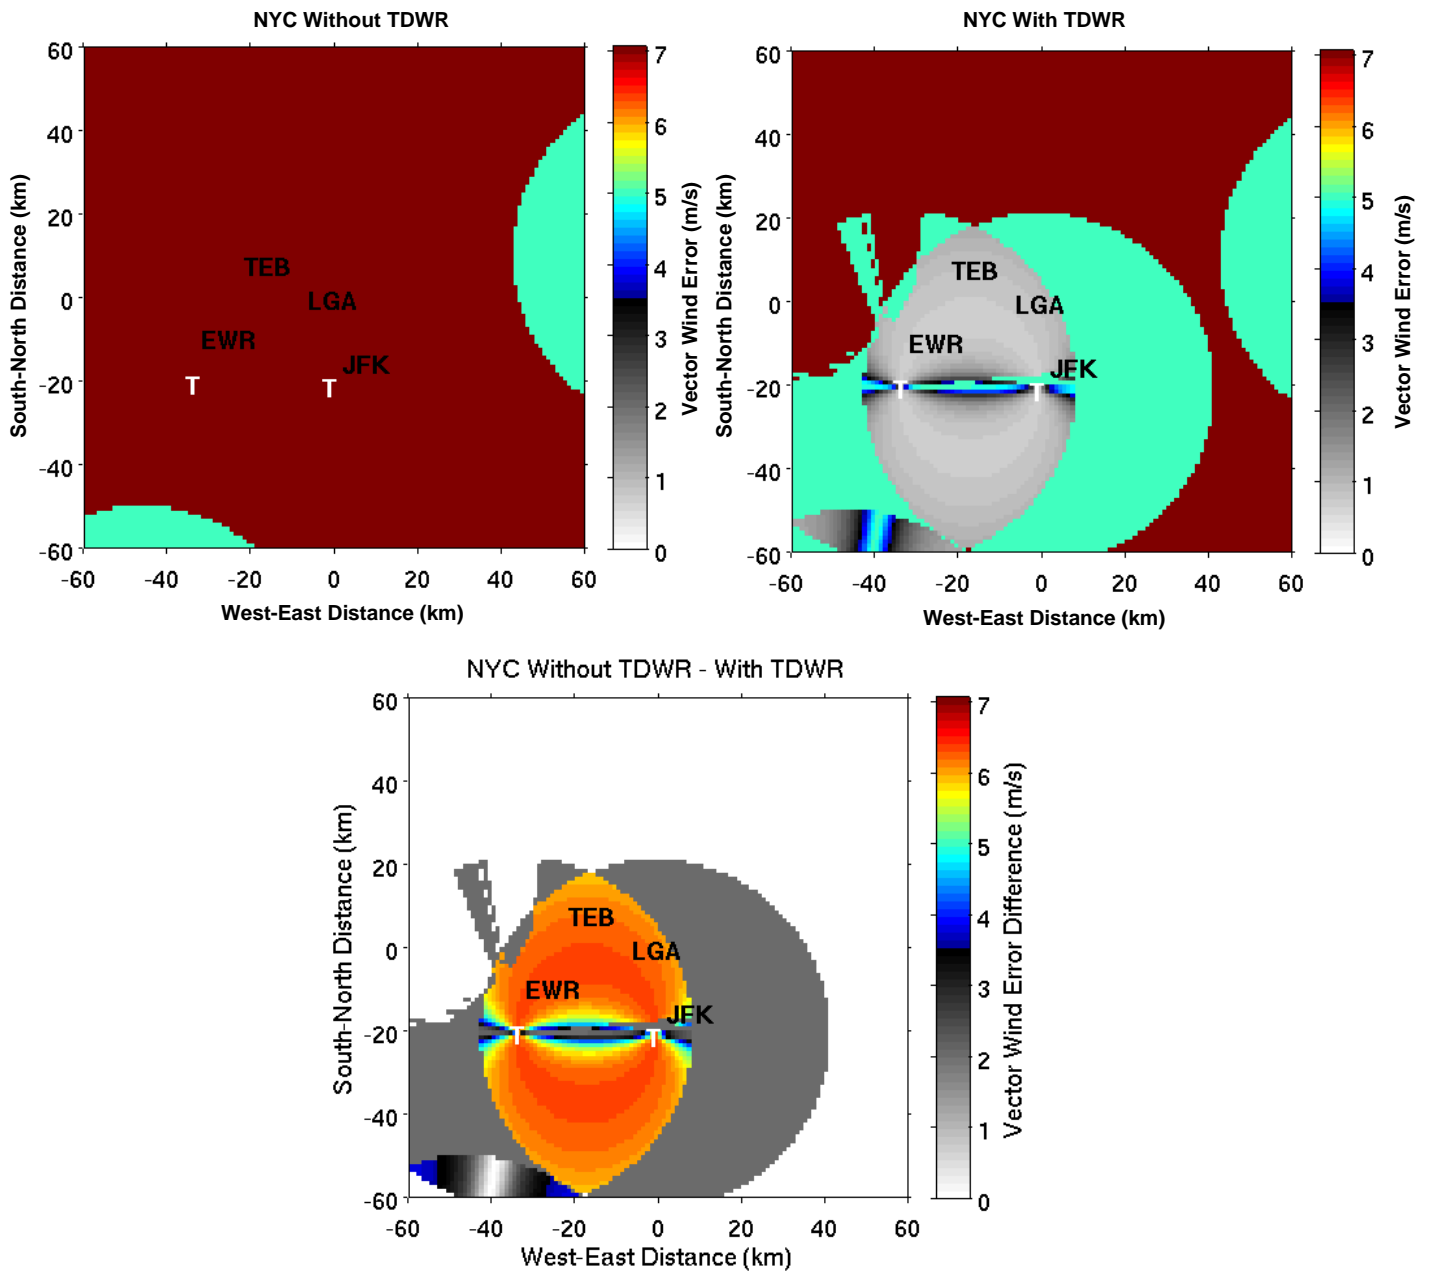 NYC Without TDWR
60
40
20
0
-20
-40
-60
-60 -40 -20 0 20 40 60
South-North Distance (km)
West-East Distance (km)
TEB
LGA
EWR
JFK
T T
7
6
5
4
3
2
1
0
Vector Wind Error (m/s)
NYC With TDWR
60
40
20
0
-20
-40
-60
-60 -40 -20 0 20 40 60
South-North Distance (km)
West-East Distance (km)
TEB
LGA
EWR
JFK
T T
7
6
5
4
3
2
1
0
Vector Wind Error (m/s)
NYC Without TDWR - With TDWR
60
40
20
0
-20
-40
-60
-60 -40 -20 0 20 40 60
South-North Distance (km)
West-East Distance (km)
TEB
LGA
EWR
JFK
T T
7
6
5
4
3
2
1
0
Vector Wind Error Difference (m/s)